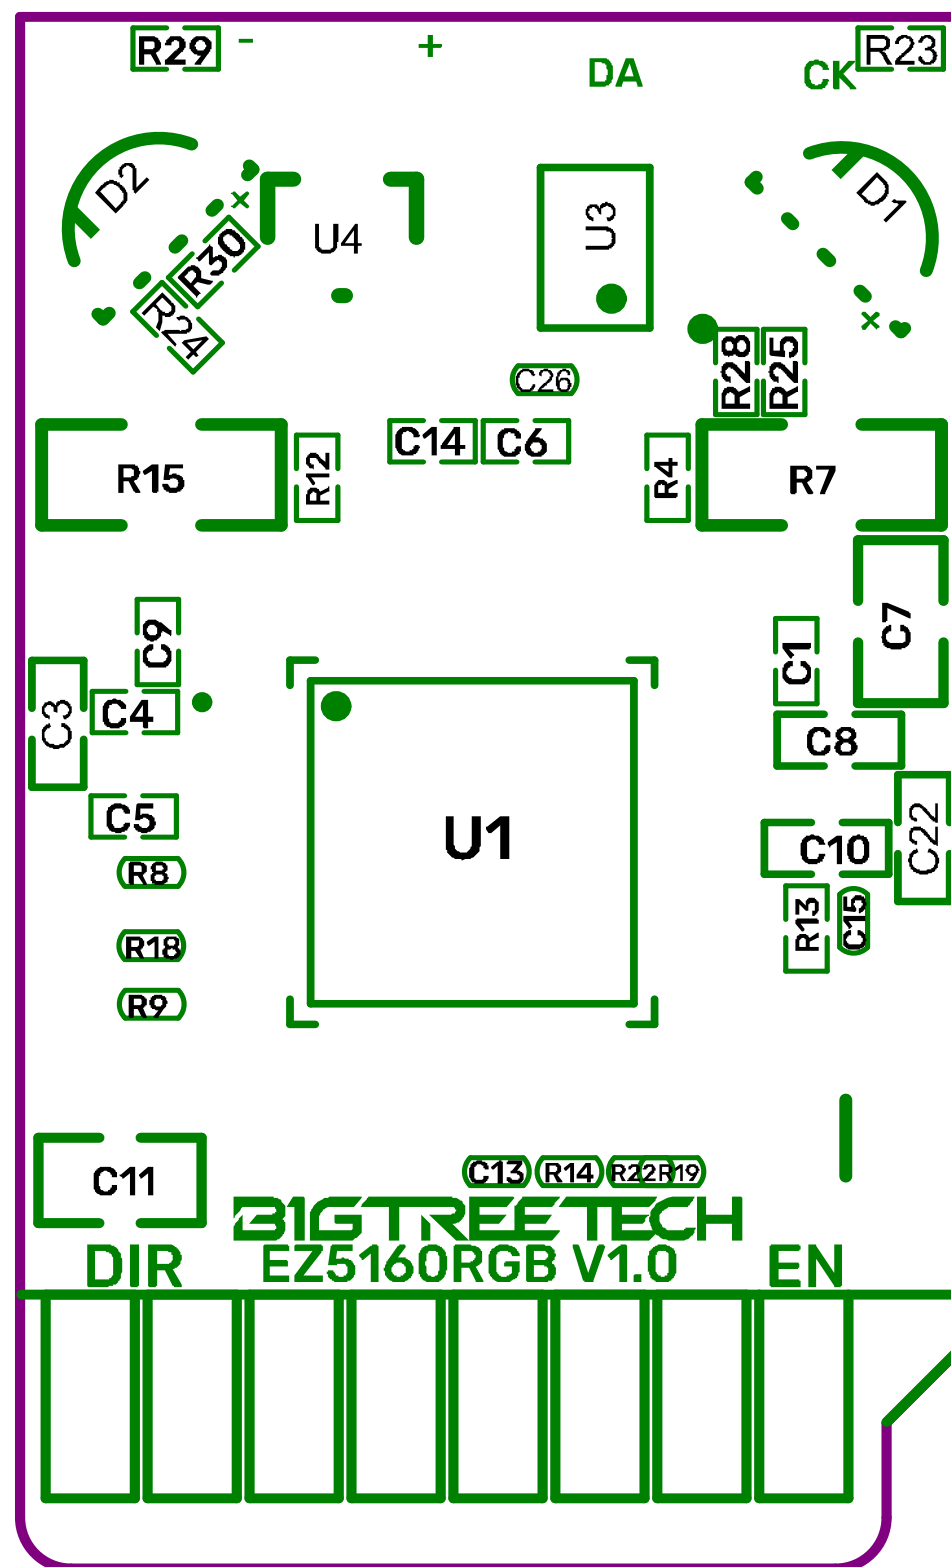 R29 - + R23
DA CK
D2 D1
U4 U3
R30
R24
R28 R25
C26
C14 C6
R15 R12 R4 R7
C9 C1 C7
C3 C4 C8
C5 C22
U1 C10
R8
R13 C15
R18
R9
C11 C13 R14 R22 R19
BIGTREETECH
DIR EZ5160RGB V1.0 EN